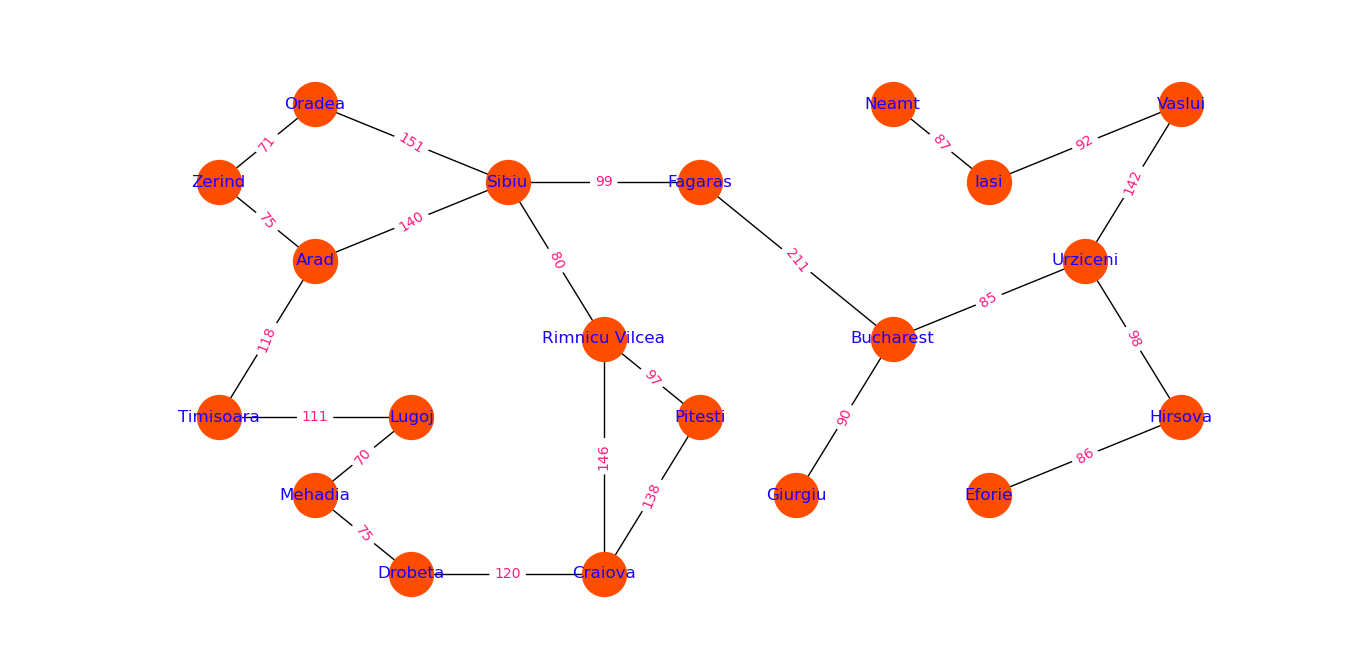 Oradea
Neamt
Vaslui
71
151
87
92
Zerind
Sibiu
99
Fagaras
Iasi
142
75
140
Arad
80
211
Urziceni
85
118
Rimnicu Vilcea
Bucharest
98
97
Timisoara
111
Lugoj
Pitesti
90
Hirsova
70
146
86
Mehadia
138
Giurgiu
Eforie
75
Drobeta
120
Craiova